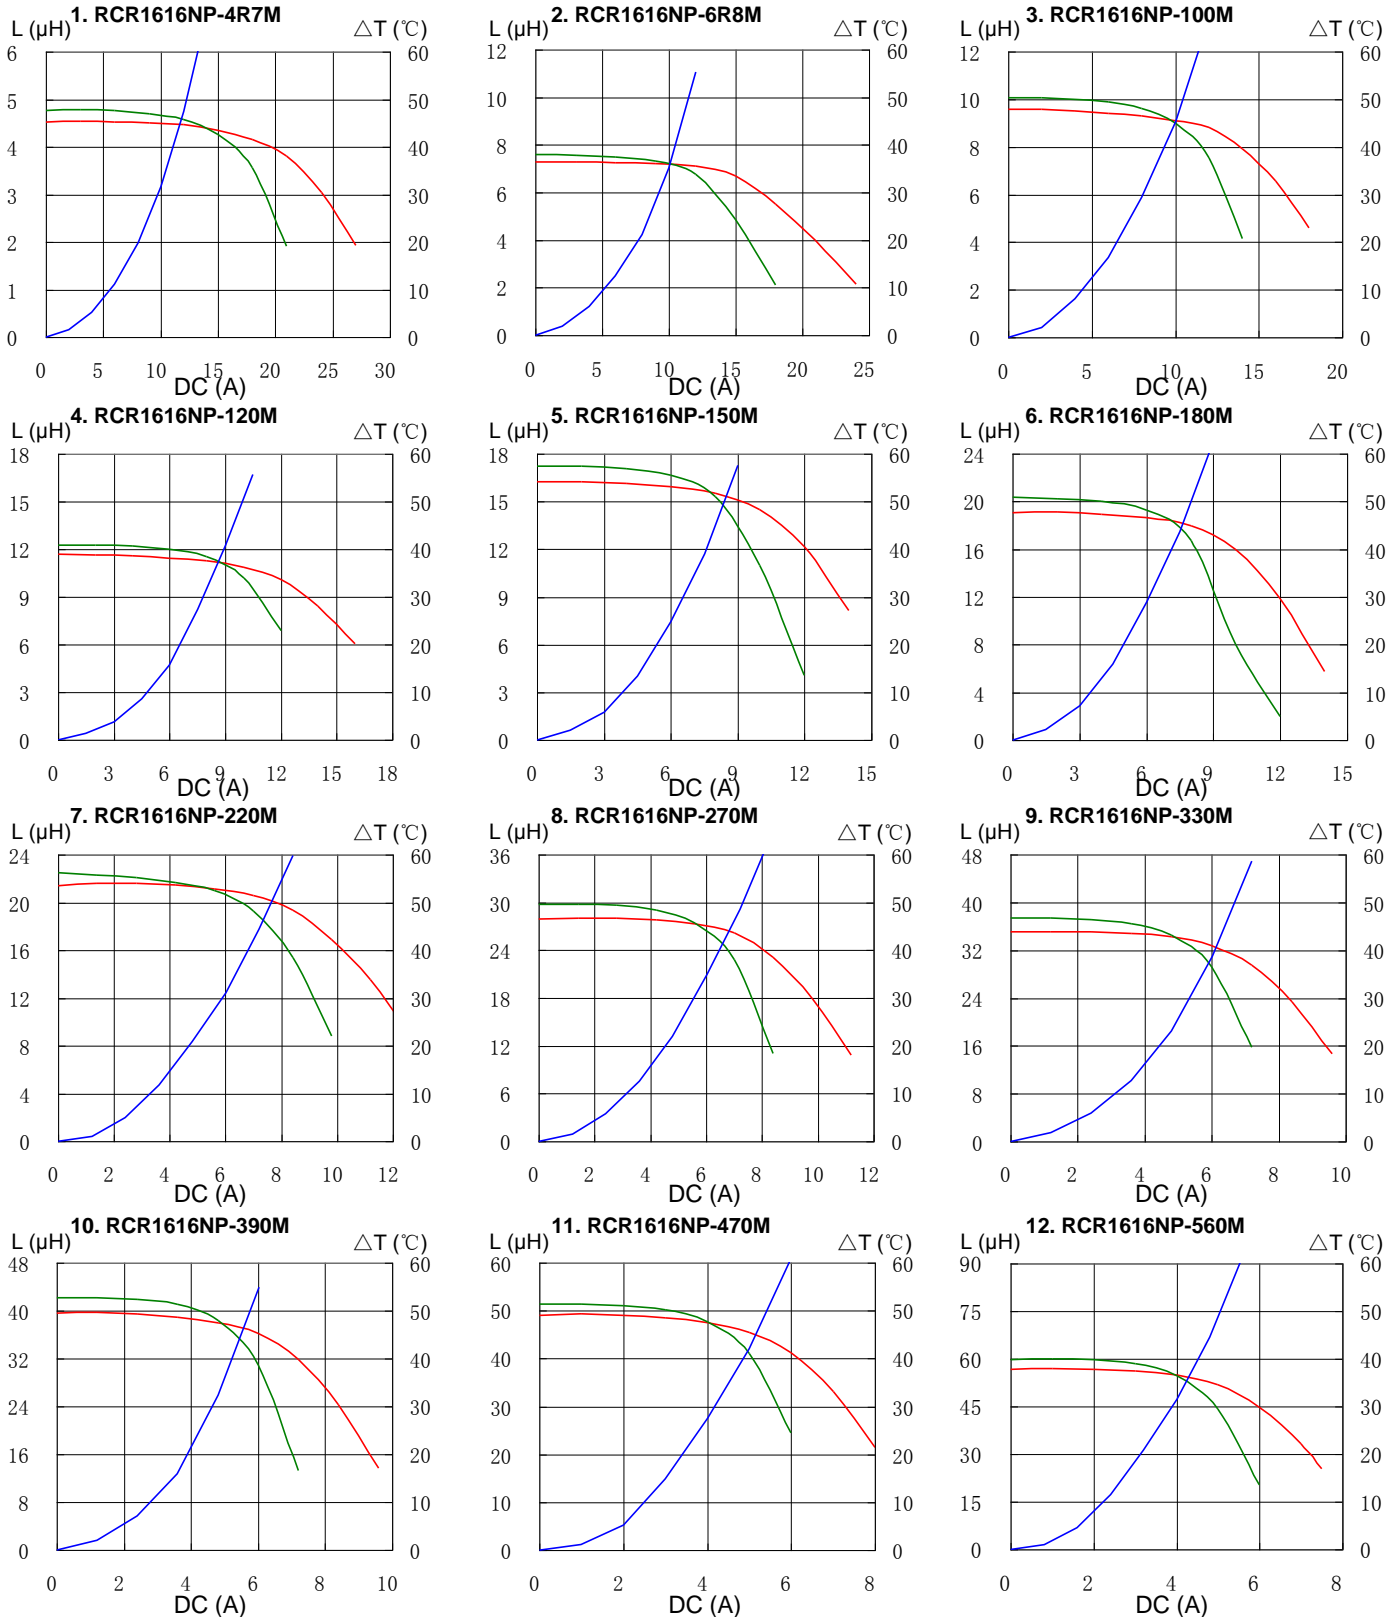 1. RCR1616NP-4R7M
L (μH)
△T (℃)
6
5
4
3
2
1
0
60
50
40
30
20
10
0
0 5 10 15 20 25 30
DC (A)
2. RCR1616NP-6R8M
L (μH)
△T (℃)
12
10
8
6
4
2
0
60
50
40
30
20
10
0
0 5 10 15 20 25
DC (A)
3. RCR1616NP-100M
L (μH)
△T (℃)
12
10
8
6
4
2
0
60
50
40
30
20
10
0
0 5 10 15 20
DC (A)
4. RCR1616NP-120M
L (μH)
△T (℃)
18
15
12
9
6
3
0
60
50
40
30
20
10
0
0 3 6 9 12 15 18
DC (A)
5. RCR1616NP-150M
L (μH)
△T (℃)
18
15
12
9
6
3
0
60
50
40
30
20
10
0
0 3 6 9 12 15
DC (A)
6. RCR1616NP-180M
L (μH)
△T (℃)
24
20
16
12
8
4
0
60
50
40
30
20
10
0
0 3 6 9 12 15
DC (A)
7. RCR1616NP-220M
L (μH)
△T (℃)
24
20
16
12
8
4
0
60
50
40
30
20
10
0
0 2 4 6 8 10 12
DC (A)
8. RCR1616NP-270M
L (μH)
△T (℃)
36
30
24
18
12
6
0
60
50
40
30
20
10
0
0 2 4 6 8 10 12
DC (A)
9. RCR1616NP-330M
L (μH)
△T (℃)
48
40
32
24
16
8
0
60
50
40
30
20
10
0
0 2 4 6 8 10
DC (A)
10. RCR1616NP-390M
L (μH)
△T (℃)
48
40
32
24
16
8
0
60
50
40
30
20
10
0
0 2 4 6 8 10
DC (A)
11. RCR1616NP-470M
L (μH)
△T (℃)
60
50
40
30
20
10
0
60
50
40
30
20
10
0
0 2 4 6 8
DC (A)
12. RCR1616NP-560M
L (μH)
△T (℃)
90
75
60
45
30
15
0
60
50
40
30
20
10
0
0 2 4 6 8
DC (A)